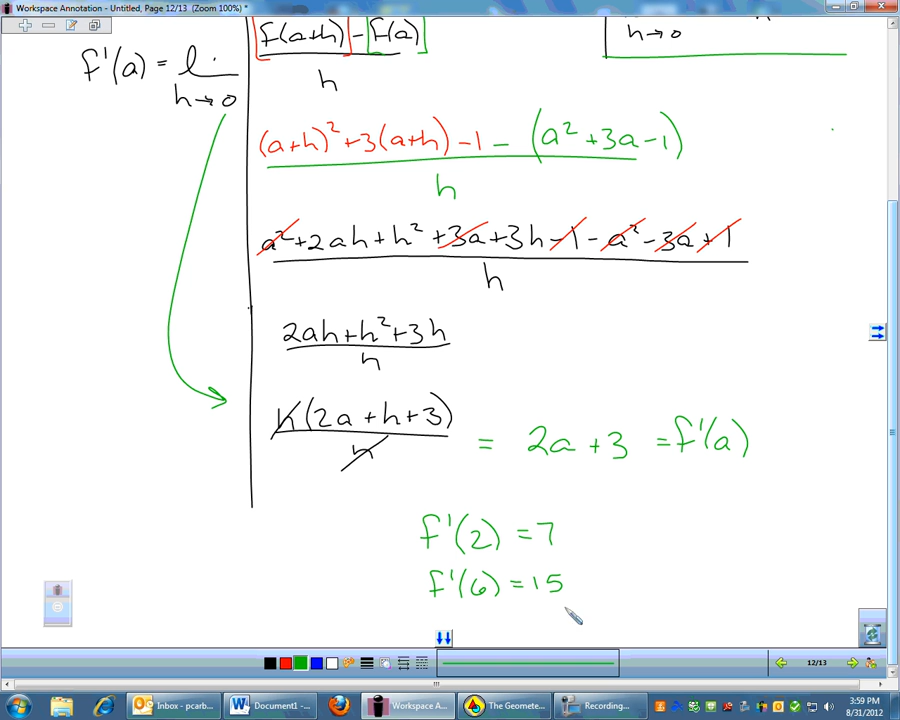 Workspace Annotation - Untitled, Page 12/13 (Zoom 100%) *
f(a+h) - f(a)
h
h→0
f'(a) = l
h→0
(a+h)² + 3(a+h) - 1 - (a² + 3a - 1)
h
a² + 2ah + h² + 3a + 3h - 1 - a² - 3a + 1
h
2ah + h² + 3h
h
h(2a + h + 3)
h
= 2a + 3 = f'(a)
f'(2) = 7
f'(6) = 15
12/13
Inbox - pcarb...
Document1 - ...
Workspace A...
The Geomete...
Recording...
3:59 PM
8/31/2012